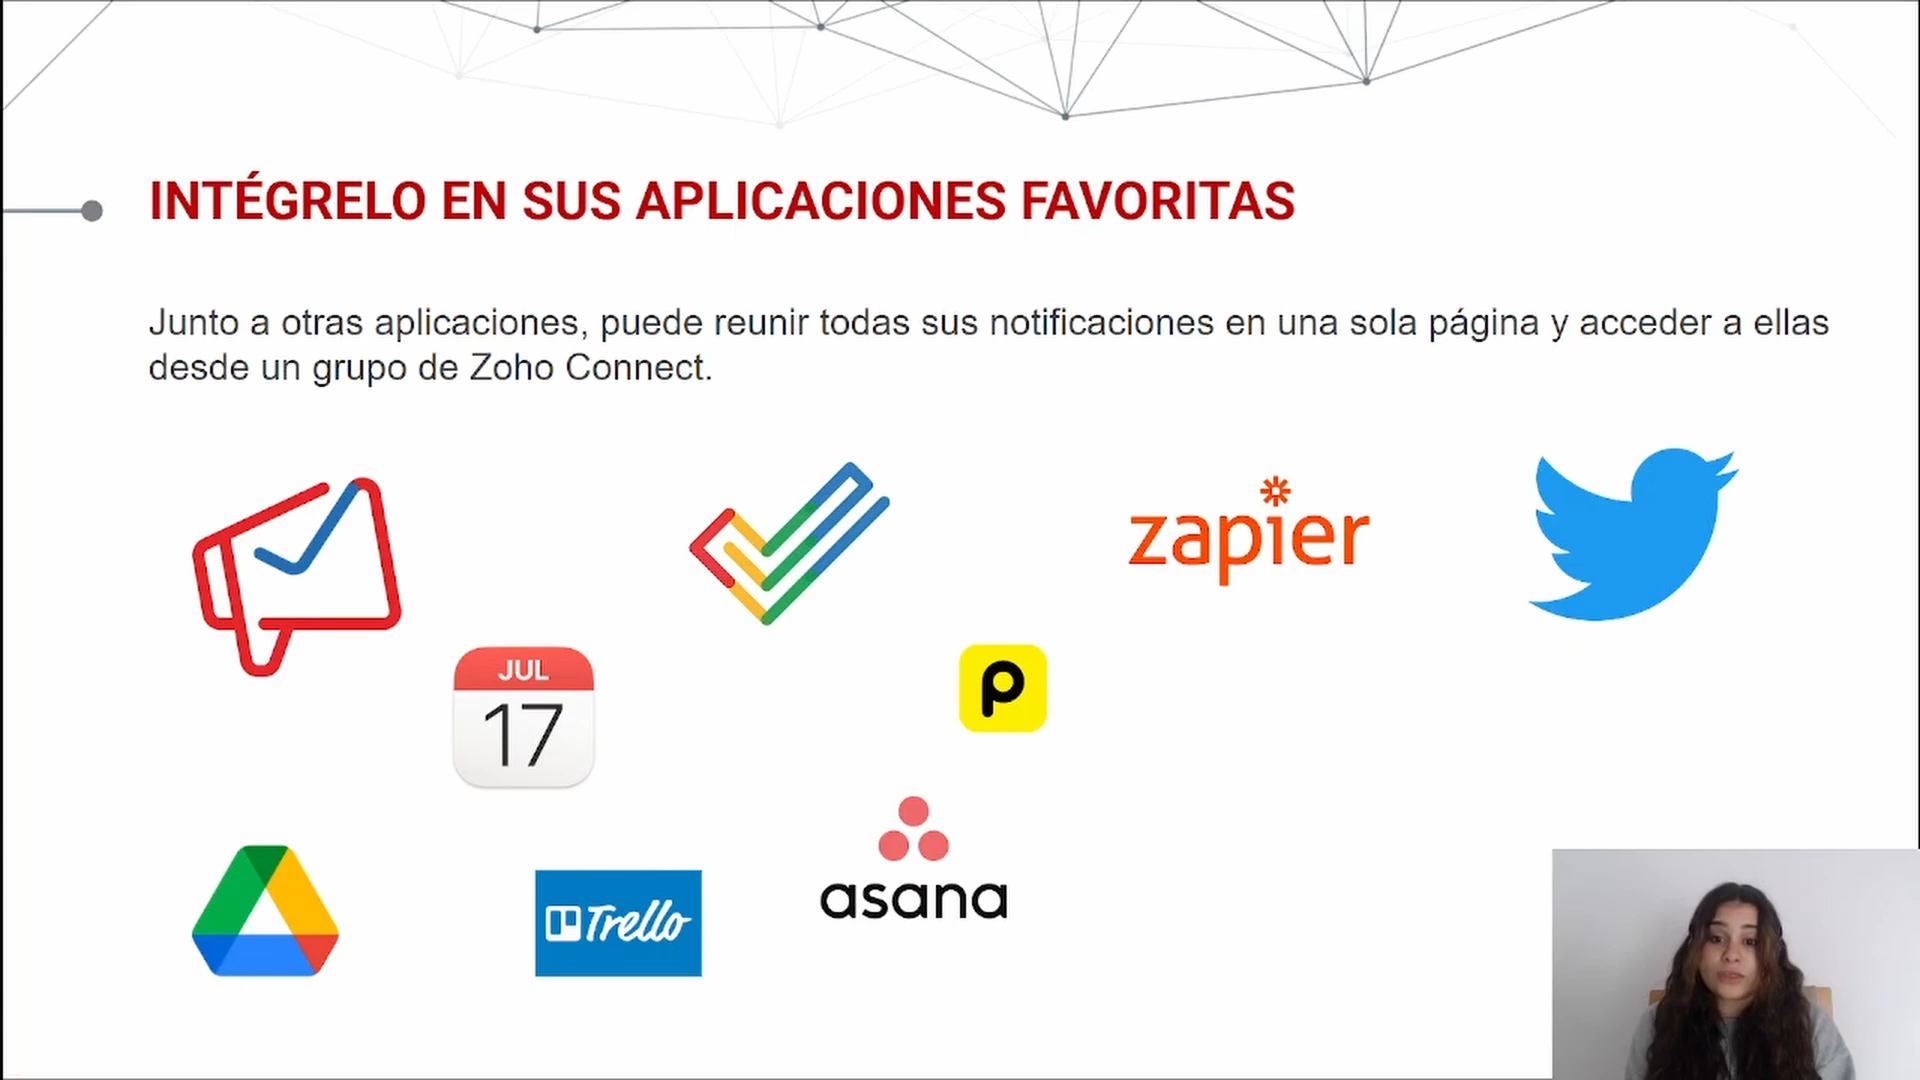 INTÉGRELO EN SUS APLICACIONES FAVORITAS
Junto a otras aplicaciones, puede reunir todas sus notificaciones en una sola página y acceder a ellas
desde un grupo de Zoho Connect.
zapier
JUL
17
p
Trello
asana